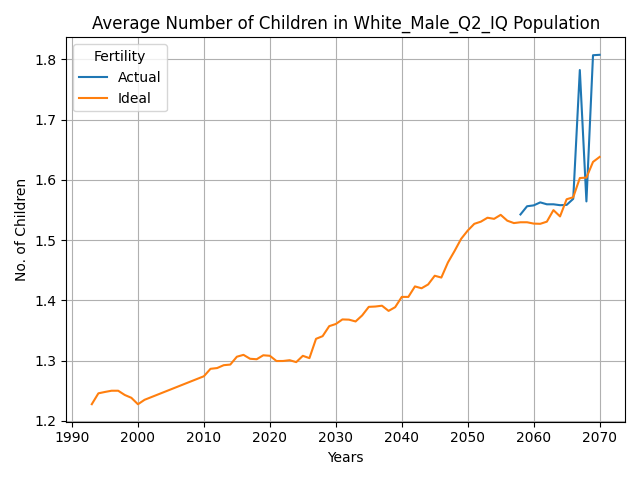 Average Number of Children in White_Male_Q2_IQ Population
Fertility
Actual
Ideal
No. of Children
1.8
1.7
1.6
1.5
1.4
1.3
1.2
1990 2000 2010 2020 2030 2040 2050 2060 2070
Years